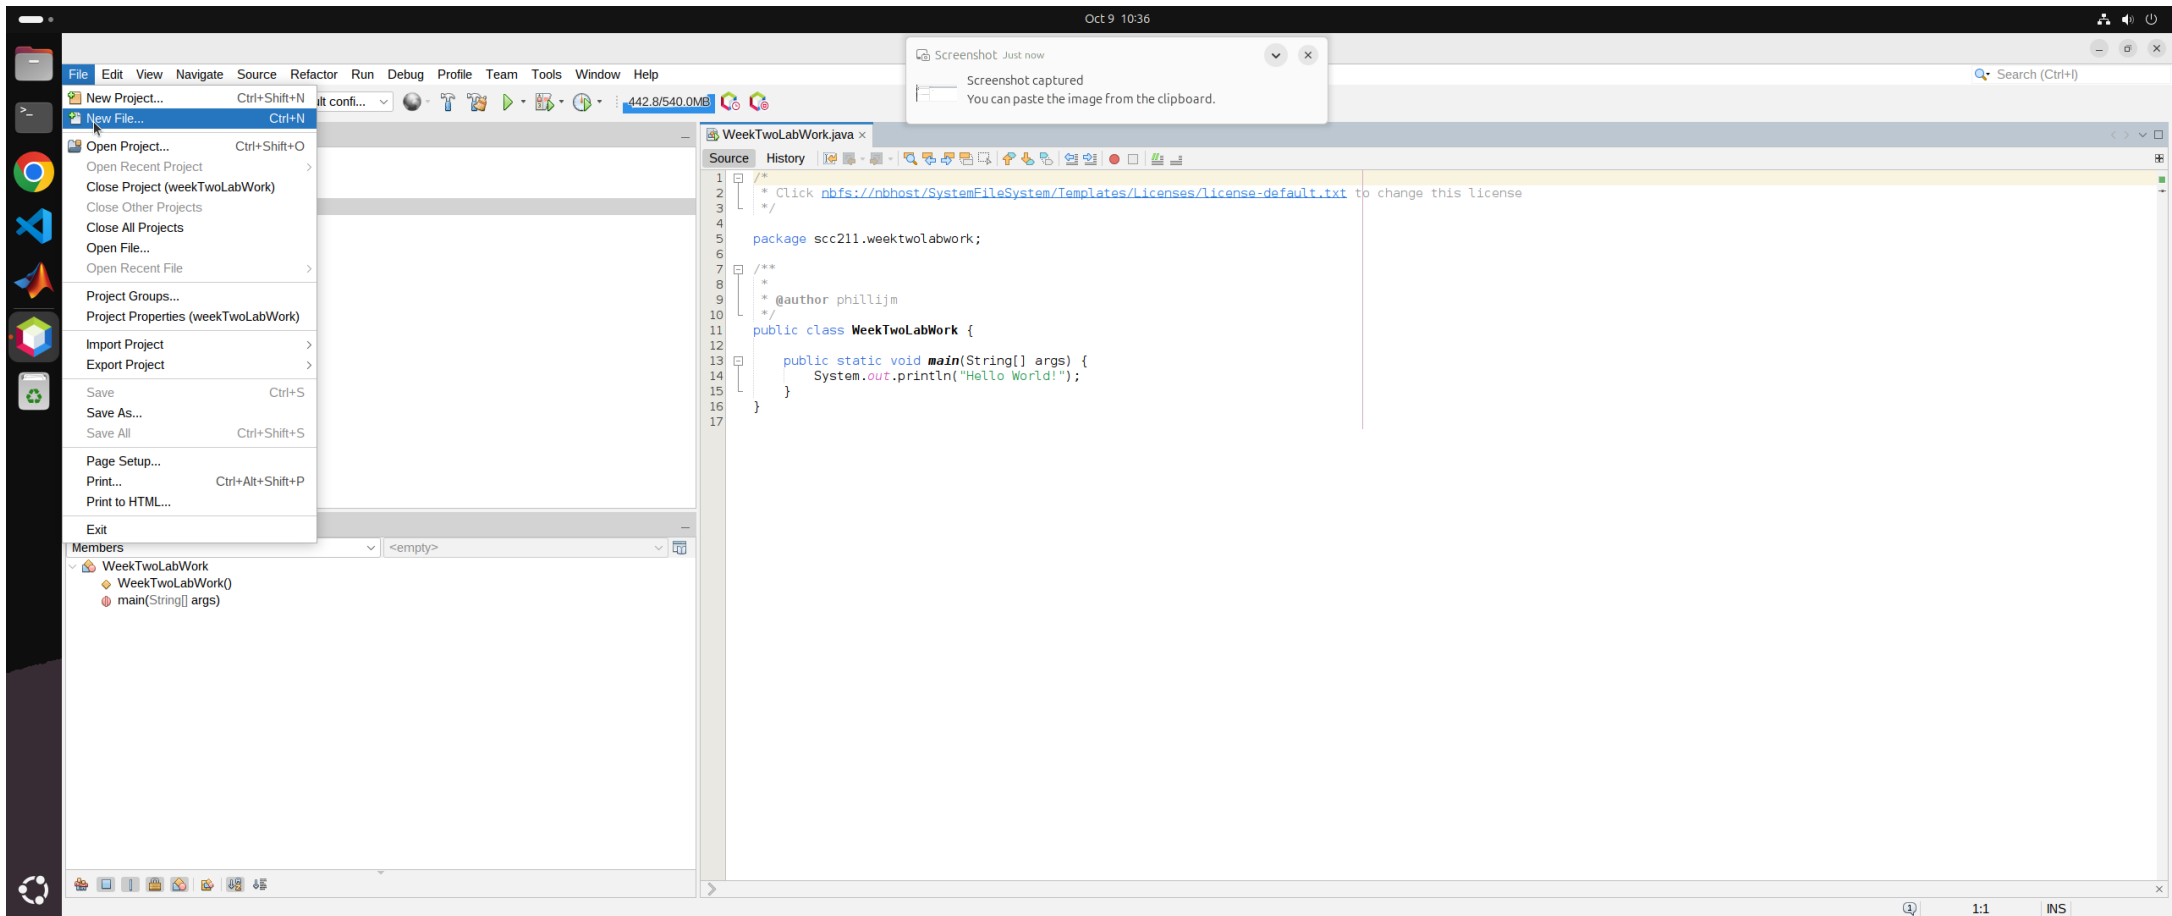 Oct 9 10:36
Screenshot Just now
Screenshot captured
You can paste the image from the clipboard.
File Edit View Navigate Source Refactor Run Debug Profile Team Tools Window Help
Search (Ctrl+I)
ult confi...
442.8/540.0MB
New Project... Ctrl+Shift+N
New File... Ctrl+N
Open Project... Ctrl+Shift+O
Open Recent Project
Close Project (weekTwoLabWork)
Close Other Projects
Close All Projects
Open File...
Open Recent File
Project Groups...
Project Properties (weekTwoLabWork)
Import Project
Export Project
Save Ctrl+S
Save As...
Save All Ctrl+Shift+S
Page Setup...
Print... Ctrl+Alt+Shift+P
Print to HTML...
Exit
Members
<empty>
WeekTwoLabWork
WeekTwoLabWork()
main(String[] args)
WeekTwoLabWork.java
Source History
1 /*
2 * Click nbfs://nbhost/SystemFileSystem/Templates/Licenses/license-default.txt to change this license
3 */
4
5 package scc211.weektwolabwork;
6
7 /**
8 *
9 * @author phillijm
10 */
11 public class WeekTwoLabWork {
12
13 public static void main(String[] args) {
14 System.out.println("Hello World!");
15 }
16 }
17
1 1:1 INS